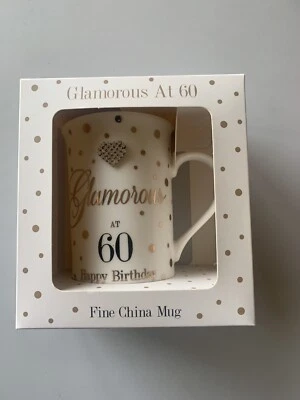 Glamorous At 60
Glamorous
AT
60
Happy Birthday
Fine China Mug